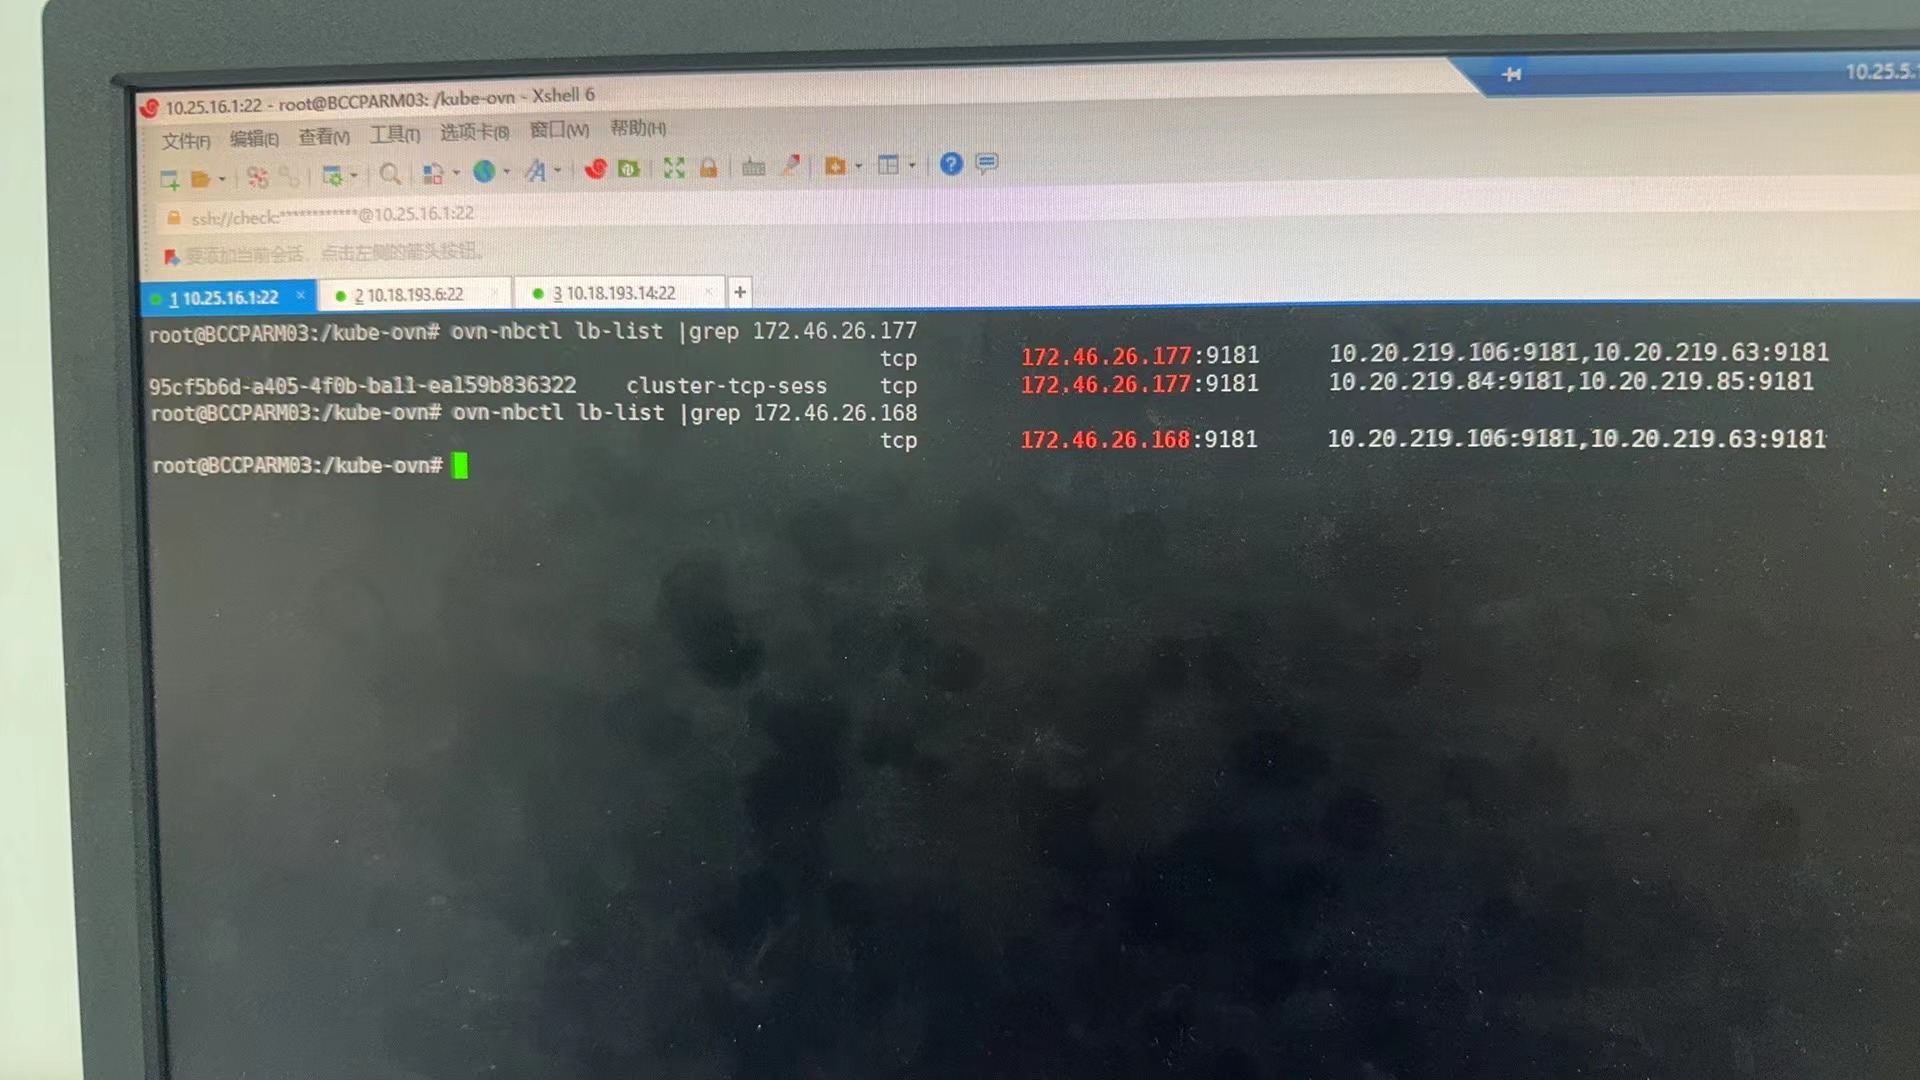 10.25.5.1
10.25.16.1:22 - root@BCCPARM03: /kube-ovn - Xshell 6
文件(F) 编辑(E) 查看(V) 工具(T) 选项卡(B) 窗口(W) 帮助(H)
ssh://check:************@10.25.16.1:22
要添加当前会话，点击左侧的箭头按钮。
1 10.25.16.1:22 × 2 10.18.193.6:22 × 3 10.18.193.14:22 × +
root@BCCPARM03:/kube-ovn# ovn-nbctl lb-list |grep 172.46.26.177
tcp 172.46.26.177:9181 10.20.219.106:9181,10.20.219.63:9181
95cf5b6d-a405-4f0b-ba11-ea159b836322 cluster-tcp-sess tcp 172.46.26.177:9181 10.20.219.84:9181,10.20.219.85:9181
root@BCCPARM03:/kube-ovn# ovn-nbctl lb-list |grep 172.46.26.168
tcp 172.46.26.168:9181 10.20.219.106:9181,10.20.219.63:9181
root@BCCPARM03:/kube-ovn#